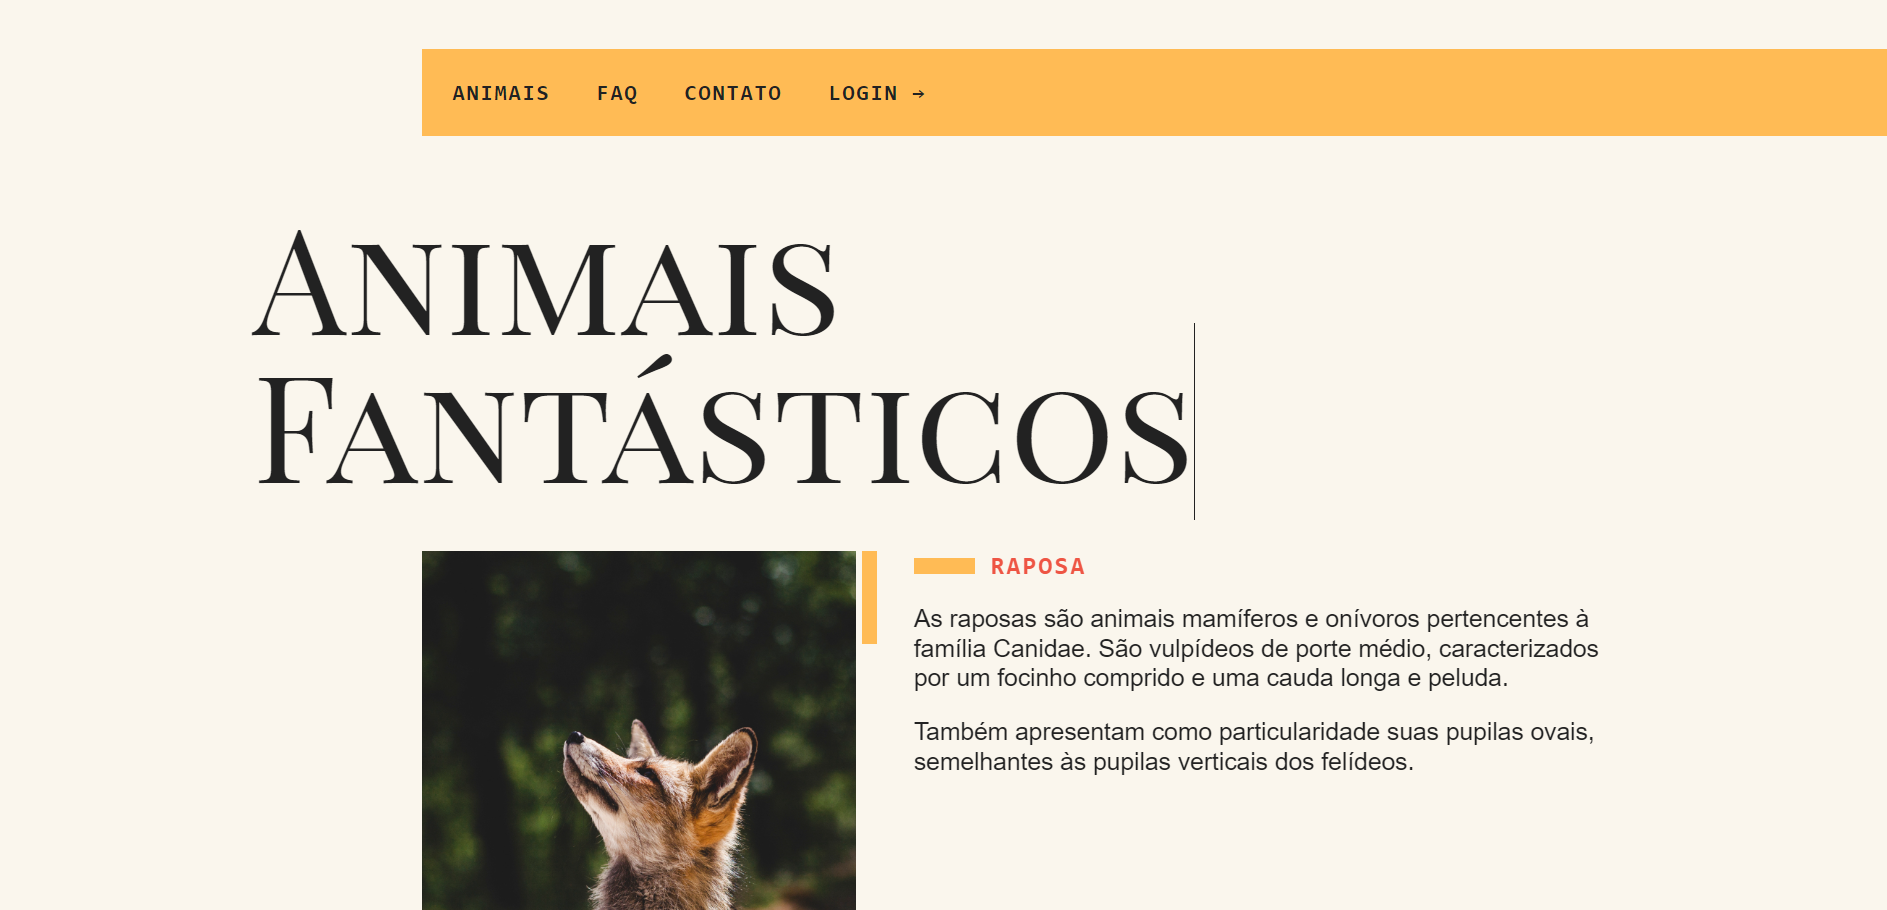 ANIMAIS FAQ CONTATO LOGIN →
Animais
Fantásticos
RAPOSA
As raposas são animais mamíferos e onívoros pertencentes à
família Canidae. São vulpídeos de porte médio, caracterizados
por um focinho comprido e uma cauda longa e peluda.
Também apresentam como particularidade suas pupilas ovais,
semelhantes às pupilas verticais dos felídeos.